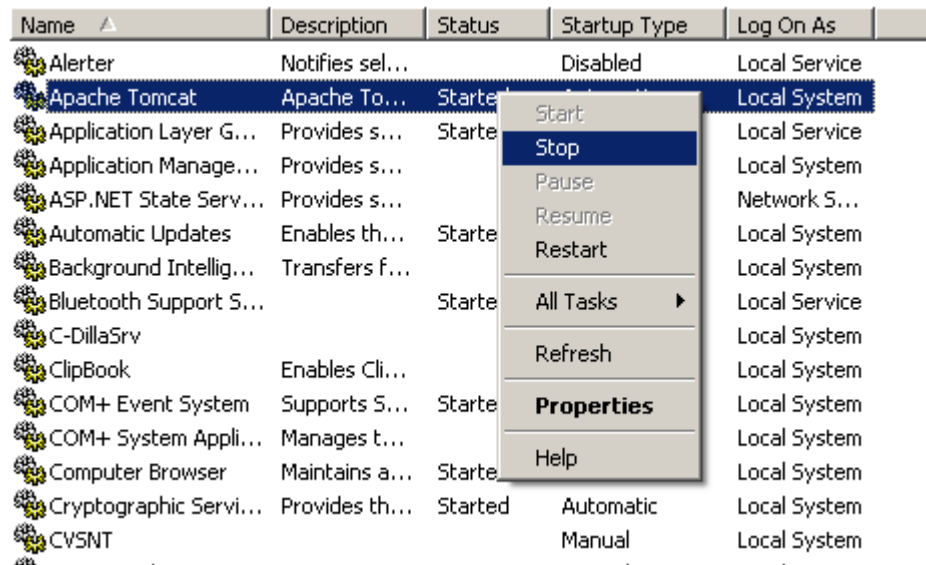 Name Description Status Startup Type Log On As
Alerter Notifies sel... Disabled Local Service
Apache Tomcat Apache To... Started Local System
Application Layer G... Provides s... Starte Local Service
Application Manage... Provides s... Local System
ASP.NET State Serv... Provides s... Network S...
Automatic Updates Enables th... Starte Local System
Background Intellig... Transfers f... Local System
Bluetooth Support S... Starte Local Service
C-DillaSrv Local System
ClipBook Enables Cli... Local System
COM+ Event System Supports S... Starte Local System
COM+ System Appli... Manages t... Local System
Computer Browser Maintains a... Starte Local System
Cryptographic Servi... Provides th... Started Automatic Local System
CVSNT Manual Local System
Start
Stop
Pause
Resume
Restart
All Tasks
Refresh
Properties
Help